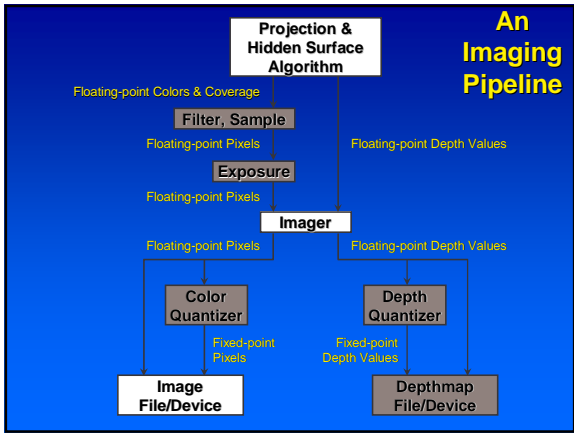 An
Imaging
Pipeline
Projection &
Hidden Surface
Algorithm
Floating-point Colors & Coverage
Filter, Sample
Floating-point Pixels
Floating-point Depth Values
Exposure
Floating-point Pixels
Imager
Floating-point Pixels
Floating-point Depth Values
Color
Quantizer
Depth
Quantizer
Fixed-point
Pixels
Fixed-point
Depth Values
Image
File/Device
Depthmap
File/Device